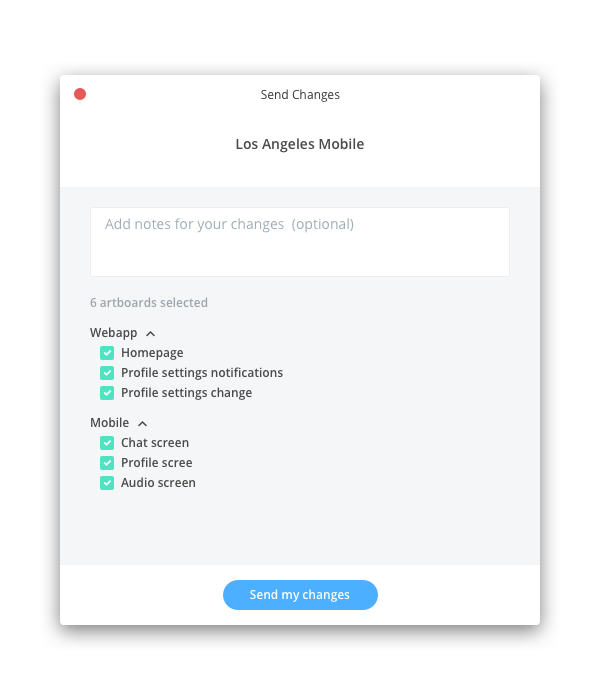 Send Changes
Los Angeles Mobile
Add notes for your changes  (optional)
6 artboards selected
Webapp
Homepage
Profile settings notifications
Profile settings change
Mobile
Chat screen
Profile scree
Audio screen
Send my changes